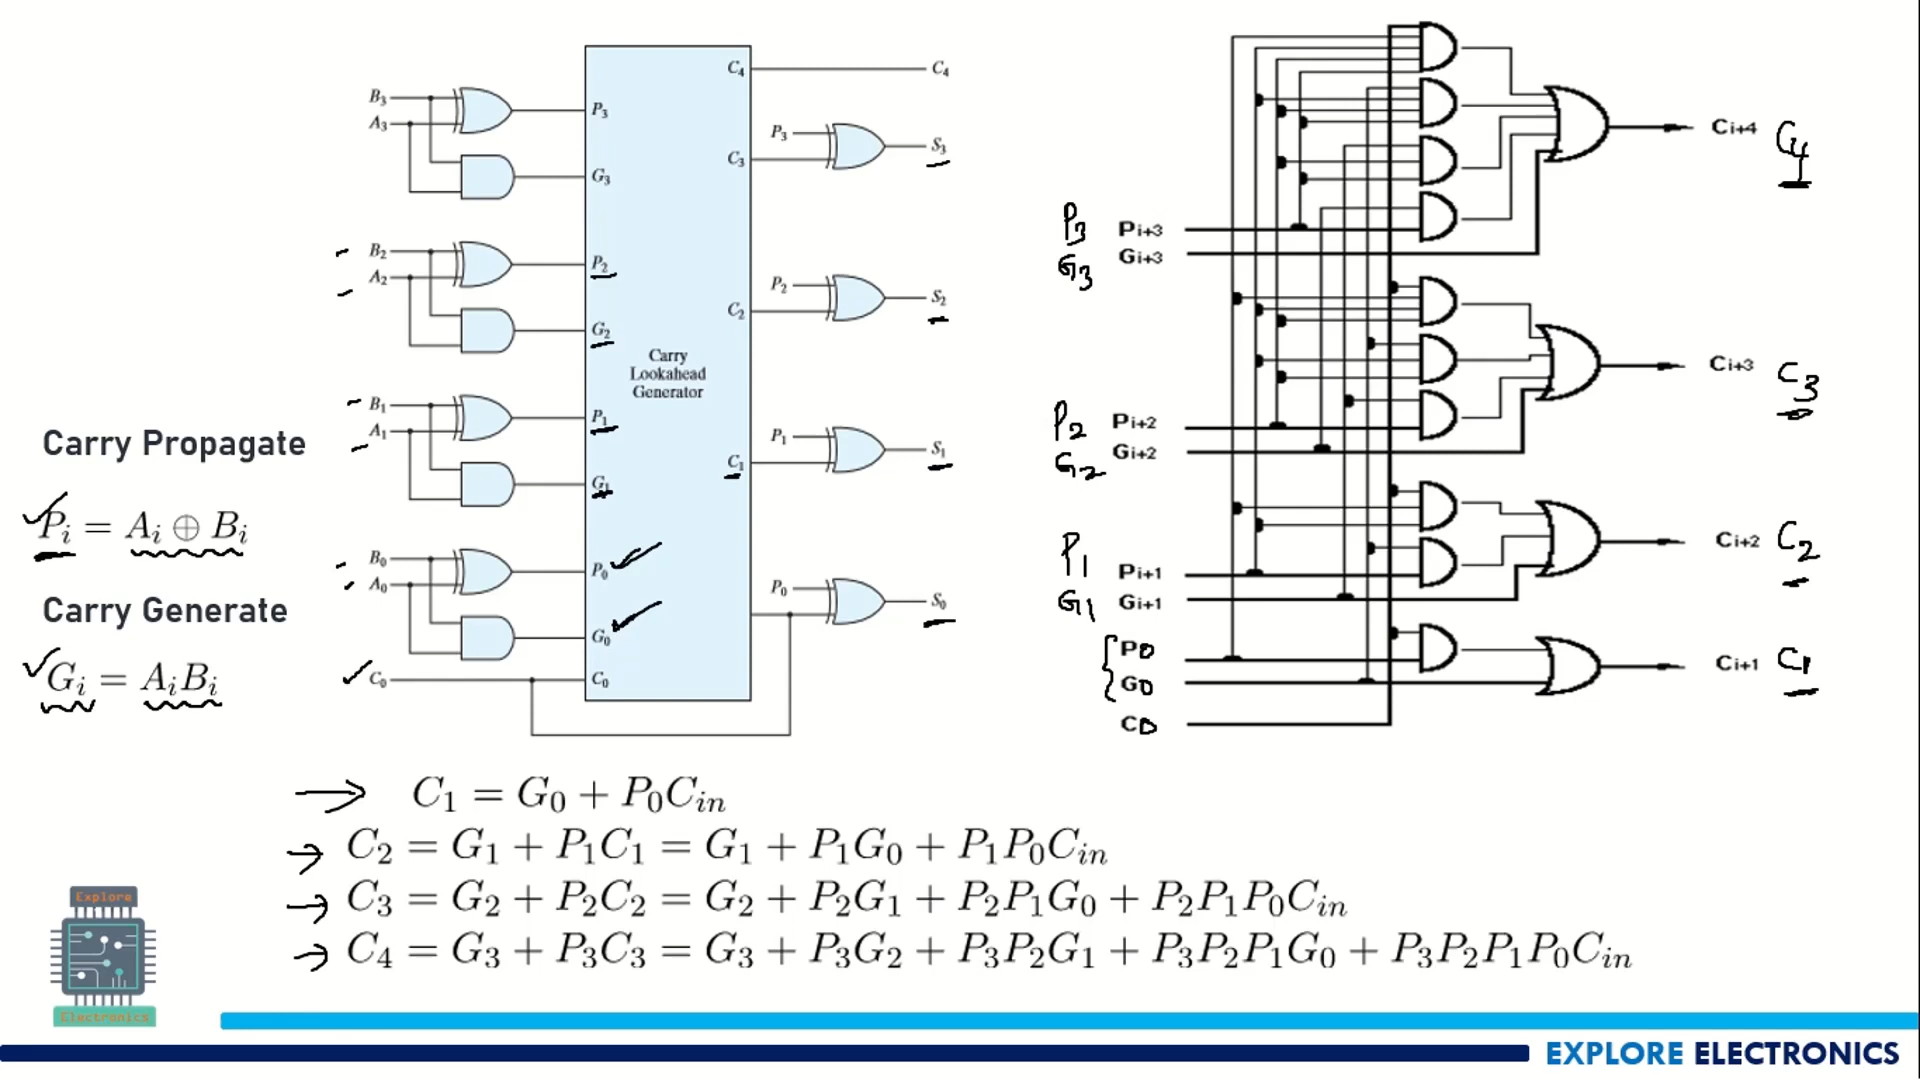 B₃
A₃
P₃
G₃
B₂
A₂
P₂
G₂
B₁
A₁
P₁
G₁
B₀
A₀
P₀
G₀
C₀
C₀
Carry
Lookahead
Generator
C₄
C₄
P₃
C₃
S₃
P₂
C₂
S₂
P₁
C₁
S₁
P₀
S₀
Carry Propagate
Pᵢ = Aᵢ ⊕ Bᵢ
Carry Generate
Gᵢ = AᵢBᵢ
P₃ Pi+3
G₃ Gi+3
P₂ Pi+2
G₂ Gi+2
P₁ Pi+1
G₁ Gi+1
P0
G0
C0
Ci+4 C₄
Ci+3 C₃
Ci+2 C₂
Ci+1 C₁
C₁ = G₀ + P₀Cᵢₙ
C₂ = G₁ + P₁C₁ = G₁ + P₁G₀ + P₁P₀Cᵢₙ
C₃ = G₂ + P₂C₂ = G₂ + P₂G₁ + P₂P₁G₀ + P₂P₁P₀Cᵢₙ
C₄ = G₃ + P₃C₃ = G₃ + P₃G₂ + P₃P₂G₁ + P₃P₂P₁G₀ + P₃P₂P₁P₀Cᵢₙ
Explore
Electronics
EXPLORE ELECTRONICS